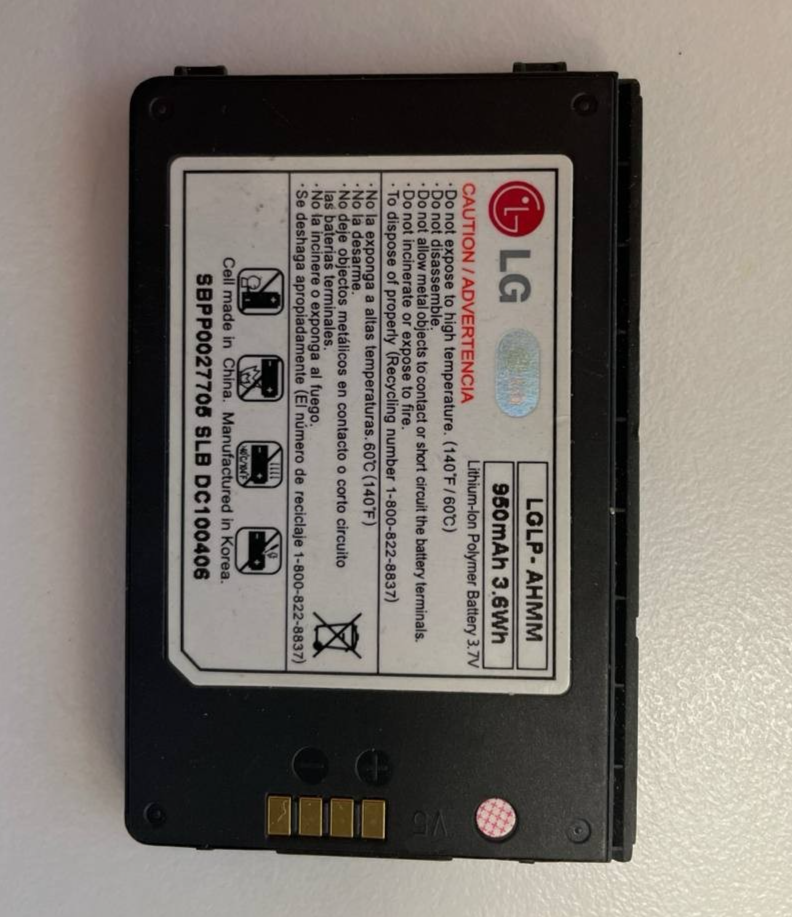 LG
LGLP-AHMM
950mAh 3.6Wh
Lithium-Ion Polymer Battery 3.7V
CAUTION / ADVERTENCIA
· Do not expose to high temperature. (140℉/60℃)
· Do not disassemble.
· Do not allow metal objects to contact or short circuit the battery terminals.
· Do not incinerate or expose to fire.
· To dispose of properly (Recycling number 1-800-822-8837)
· No la exponga a altas temperaturas. 60℃ (140℉)
· No la desarme.
· No deje objectos metálicos en contacto o corto circuito
las baterias terminales.
· No la incinere o exponga al fuego.
· Se deshaga apropiadamente (El número de reciclaje 1-800-822-8837)
Cell made in China. Manufactured in Korea.
SBPP0027705 SLB DC100406
+
−
V5